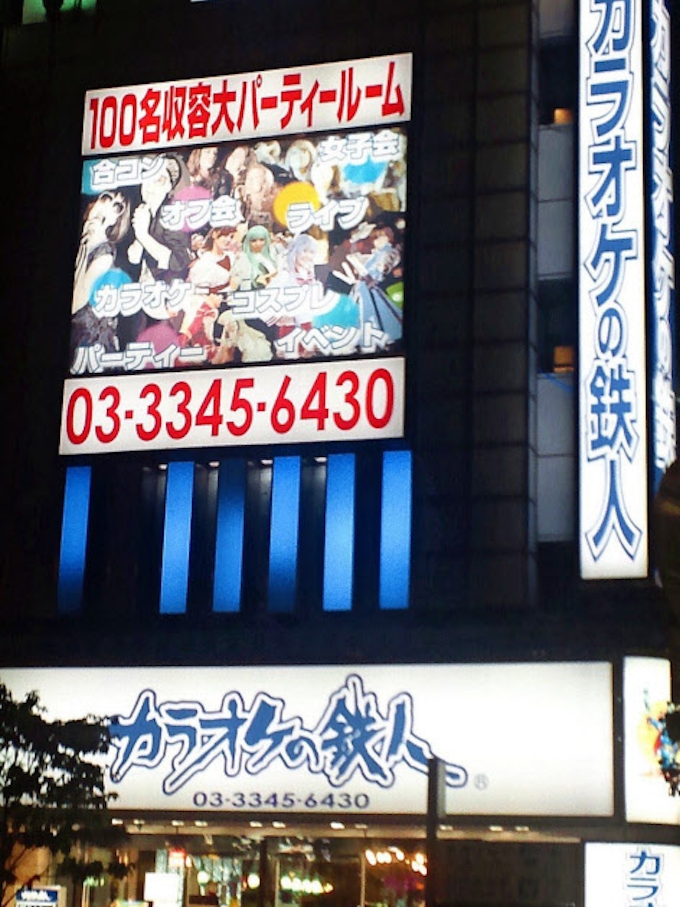 100名収容大パーティールーム
合コン
女子会
オフ会
ライブ
カラオケ
コスプレ
パーティー
イベント
03-3345-6430
カラオケの鉄人
カラオケの鉄人®
03-3345-6430
カラ